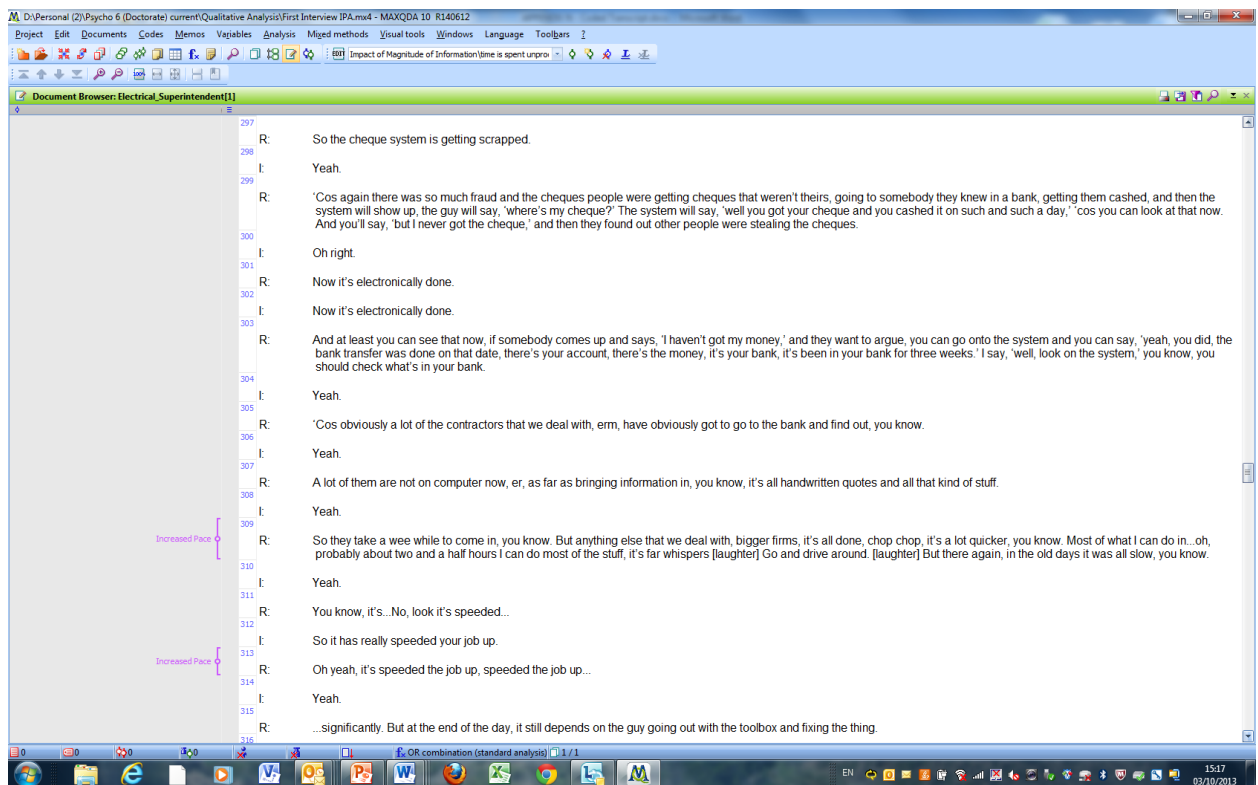 D:\Personal (2)\Psycho 6 (Doctorate) current\Qualitative Analysis\First Interview IPA.mx4 - MAXQDA 10 R140612
Project Edit Documents Codes Memos Variables Analysis Mixed methods Visual tools Windows Language Toolbars ?
Impact of Magnitude of Information\time is spent unpro
Document Browser: Electrical_Superintendent[1]
297
R: So the cheque system is getting scrapped.
298
I: Yeah.
299
R: ‘Cos again there was so much fraud and the cheques people were getting cheques that weren’t theirs, going to somebody they knew in a bank, getting them cashed, and then the
system will show up, the guy will say, ‘where’s my cheque?’ The system will say, ‘well you got your cheque and you cashed it on such and such a day,’ ‘cos you can look at that now.
And you’ll say, ‘but I never got the cheque,’ and then they found out other people were stealing the cheques.
300
I: Oh right.
301
R: Now it’s electronically done.
302
I: Now it’s electronically done.
303
R: And at least you can see that now, if somebody comes up and says, ‘I haven’t got my money,’ and they want to argue, you can go onto the system and you can say, ‘yeah, you did, the
bank transfer was done on that date, there’s your account, there’s the money, it’s your bank, it’s been in your bank for three weeks.’ I say, ‘well, look on the system,’ you know, you
should check what’s in your bank.
304
I: Yeah.
305
R: ‘Cos obviously a lot of the contractors that we deal with, erm, have obviously got to go to the bank and find out, you know.
306
I: Yeah.
307
R: A lot of them are not on computer now, er, as far as bringing information in, you know, it’s all handwritten quotes and all that kind of stuff.
308
I: Yeah.
309
Increased Pace
R: So they take a wee while to come in, you know. But anything else that we deal with, bigger firms, it’s all done, chop chop, it’s a lot quicker, you know. Most of what I can do in...oh,
probably about two and a half hours I can do most of the stuff, it’s far whispers [laughter] Go and drive around. [laughter] But there again, in the old days it was all slow, you know.
310
I: Yeah.
311
R: You know, it’s...No, look it’s speeded...
312
I: So it has really speeded your job up.
313
Increased Pace
R: Oh yeah, it’s speeded the job up, speeded the job up...
314
I: Yeah.
315
R: ...significantly. But at the end of the day, it still depends on the guy going out with the toolbox and fixing the thing.
316
0 0 0 0 OR combination (standard analysis) 1 / 1
EN 15:17
03/10/2013